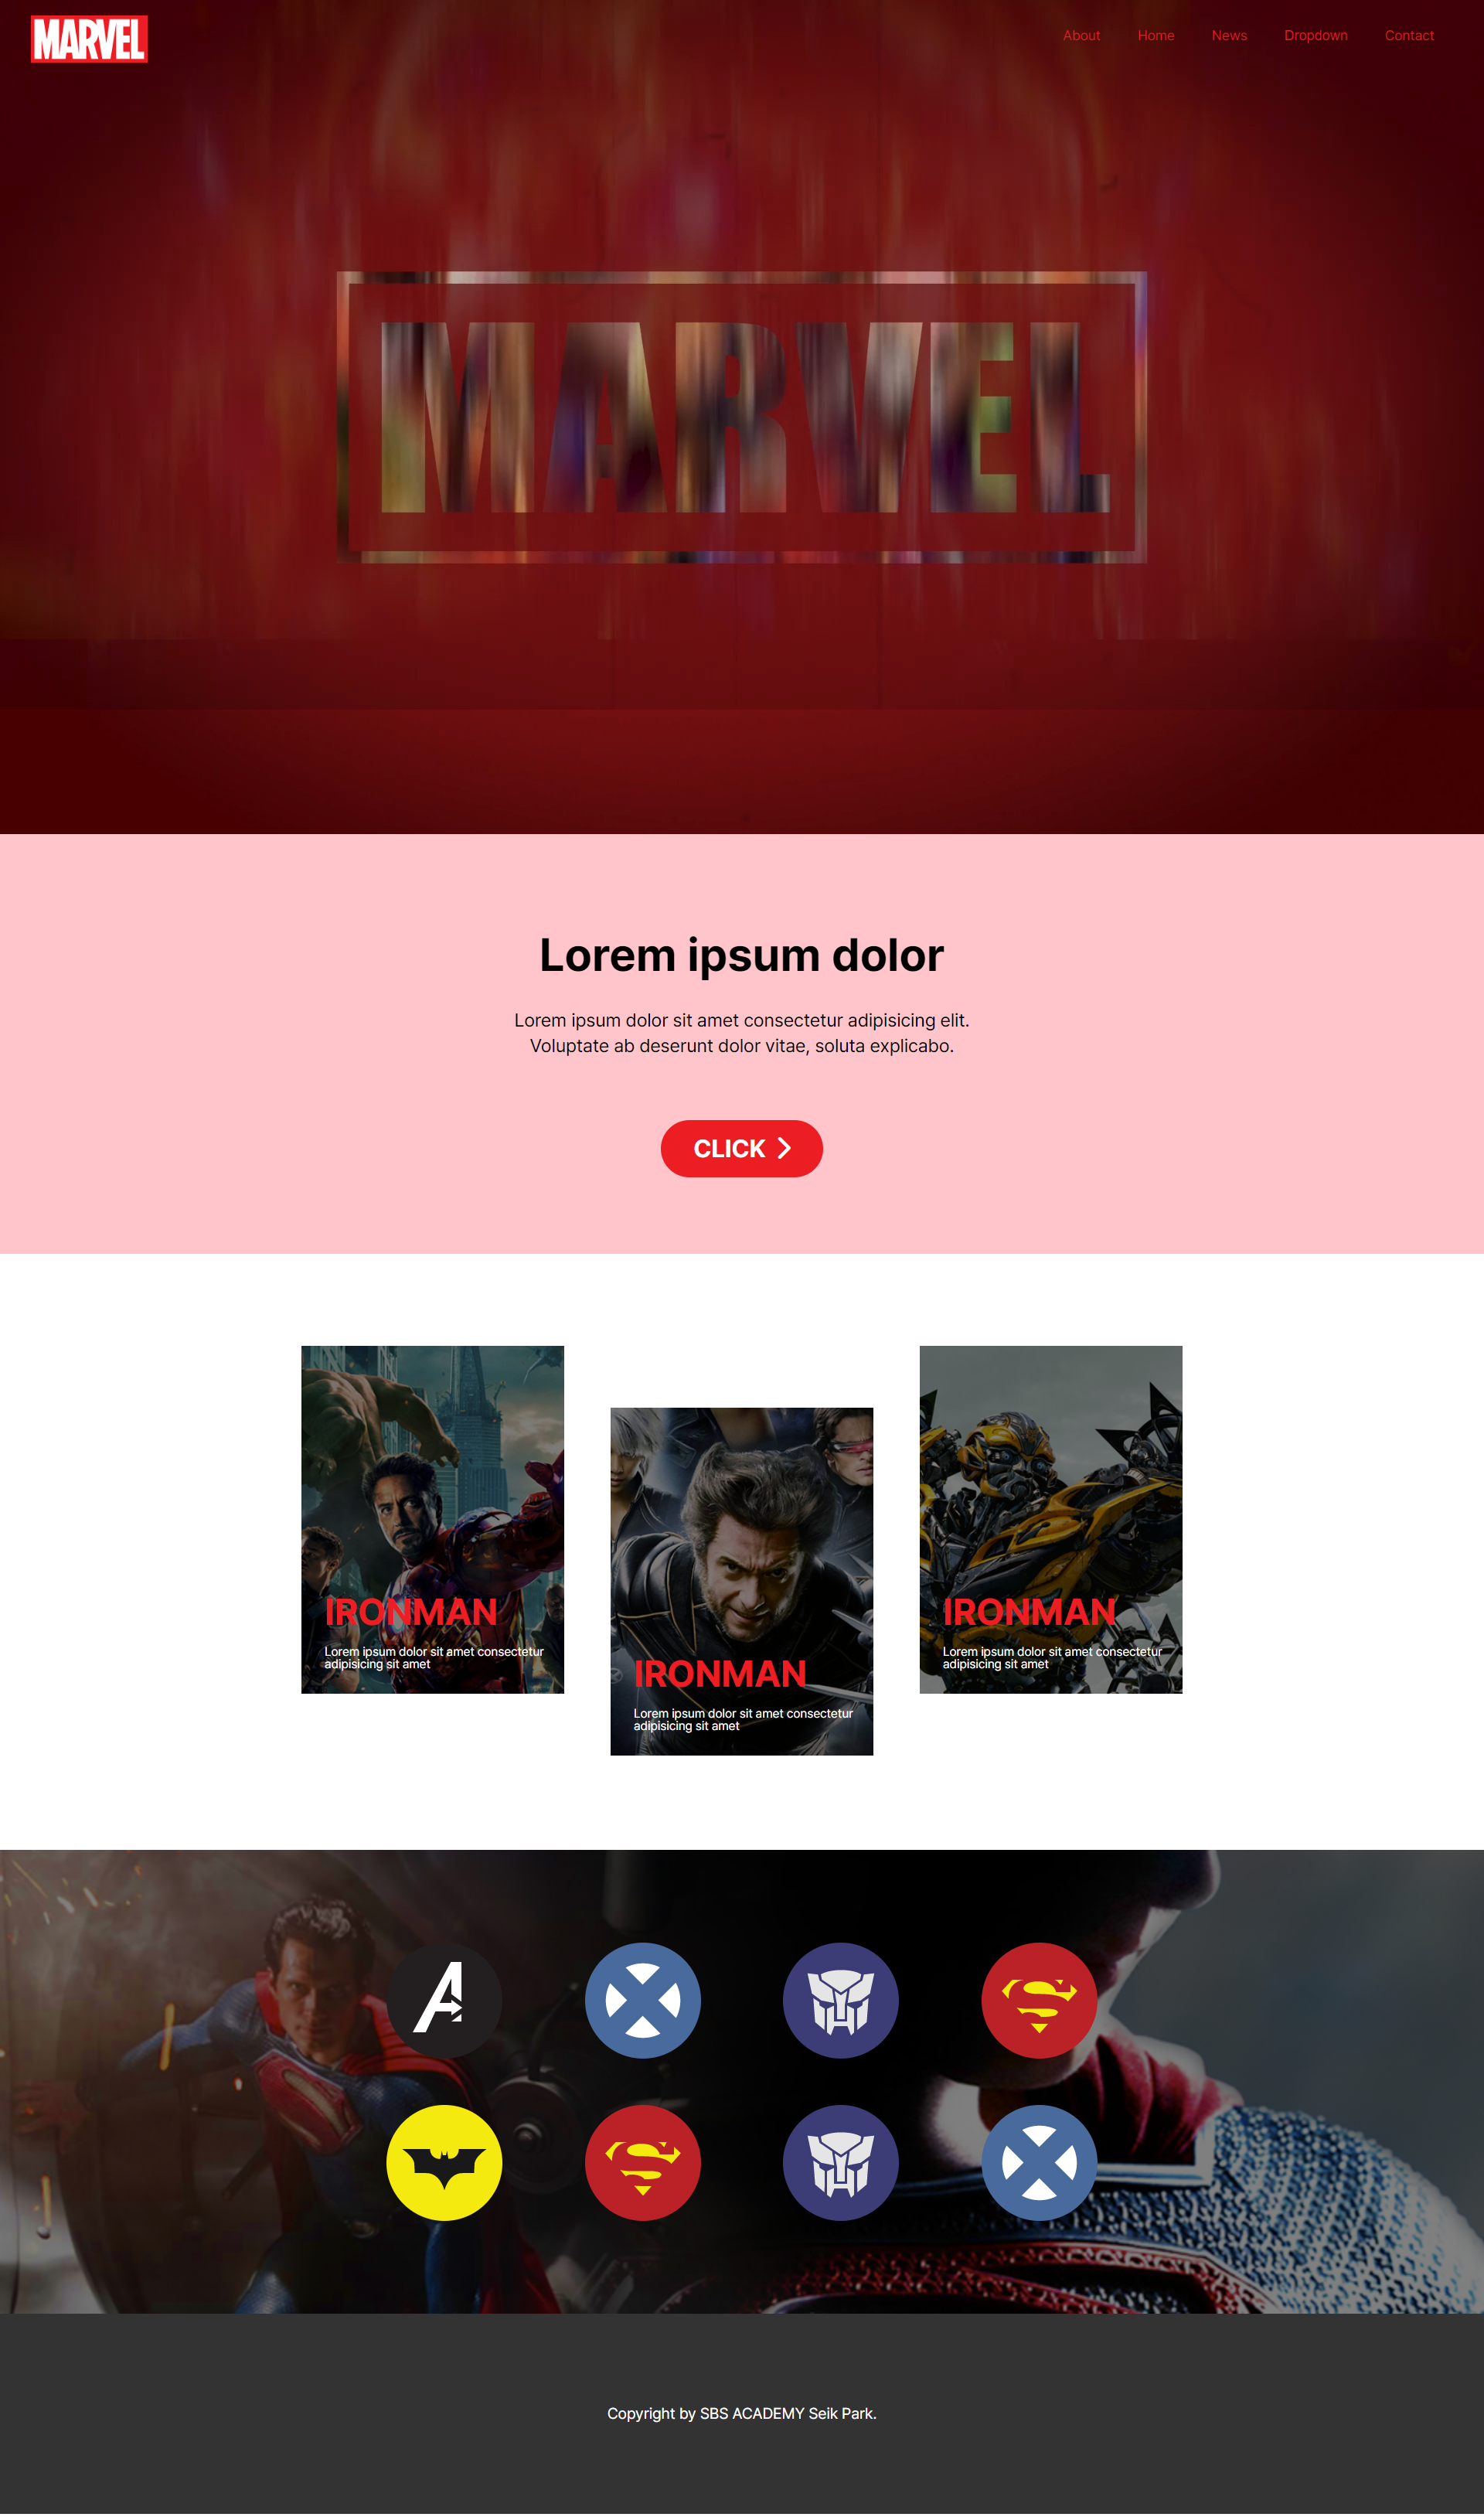 MARVEL
About Home News Dropdown Contact
MARVEL
Lorem ipsum dolor
Lorem ipsum dolor sit amet consectetur adipisicing elit.
Voluptate ab deserunt dolor vitae, soluta explicabo.
CLICK
IRONMAN
Lorem ipsum dolor sit amet consectetur
adipisicing sit amet
IRONMAN
Lorem ipsum dolor sit amet consectetur
adipisicing sit amet
IRONMAN
Lorem ipsum dolor sit amet consectetur
adipisicing sit amet
Copyright by SBS ACADEMY Seik Park.